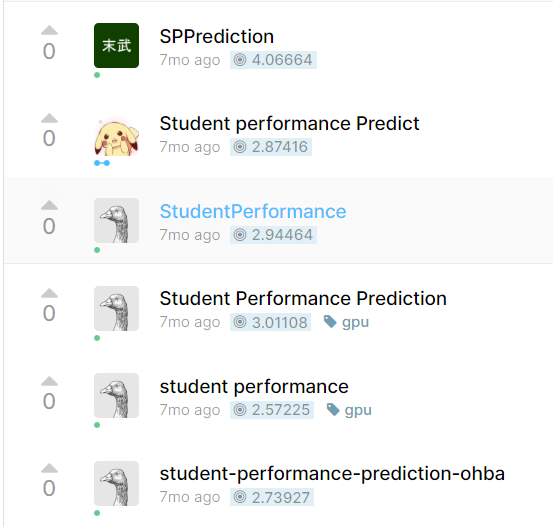 0
末武
SPPrediction
7mo ago 4.06664
0
Student performance Predict
7mo ago 2.87416
0
StudentPerformance
7mo ago 2.94464
0
Student Performance Prediction
7mo ago 3.01108 gpu
0
student performance
7mo ago 2.57225 gpu
0
student-performance-prediction-ohba
7mo ago 2.73927